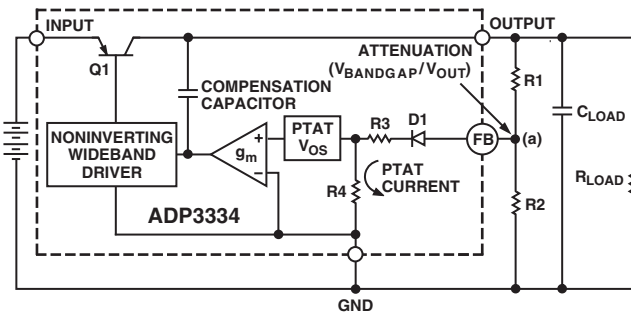 INPUT
OUTPUT
Q1
COMPENSATION
CAPACITOR
ATTENUATION
(VBANDGAP/VOUT)
R1
NONINVERTING
WIDEBAND
DRIVER
gm
+
−
PTAT
VOS
R3
D1
FB
(a)
CLOAD
R4
PTAT
CURRENT
R2
RLOAD
ADP3334
GND